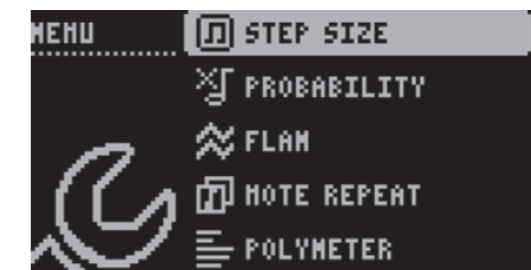 MENU
STEP SIZE
PROBABILITY
FLAM
NOTE REPEAT
POLYMETER